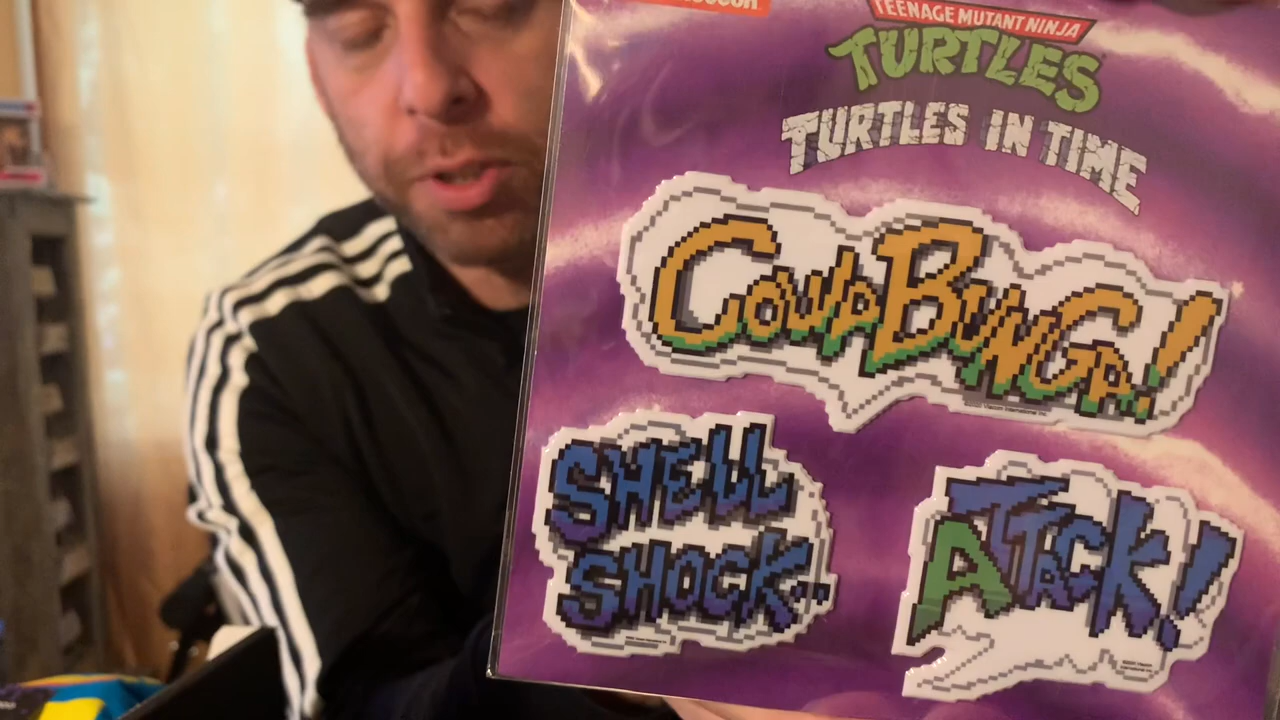 TEENAGE MUTANT NINJA
TURTLES
TURTLES IN TIME
COWABUNGA!
SHELL
SHOCK..
ATTACK!